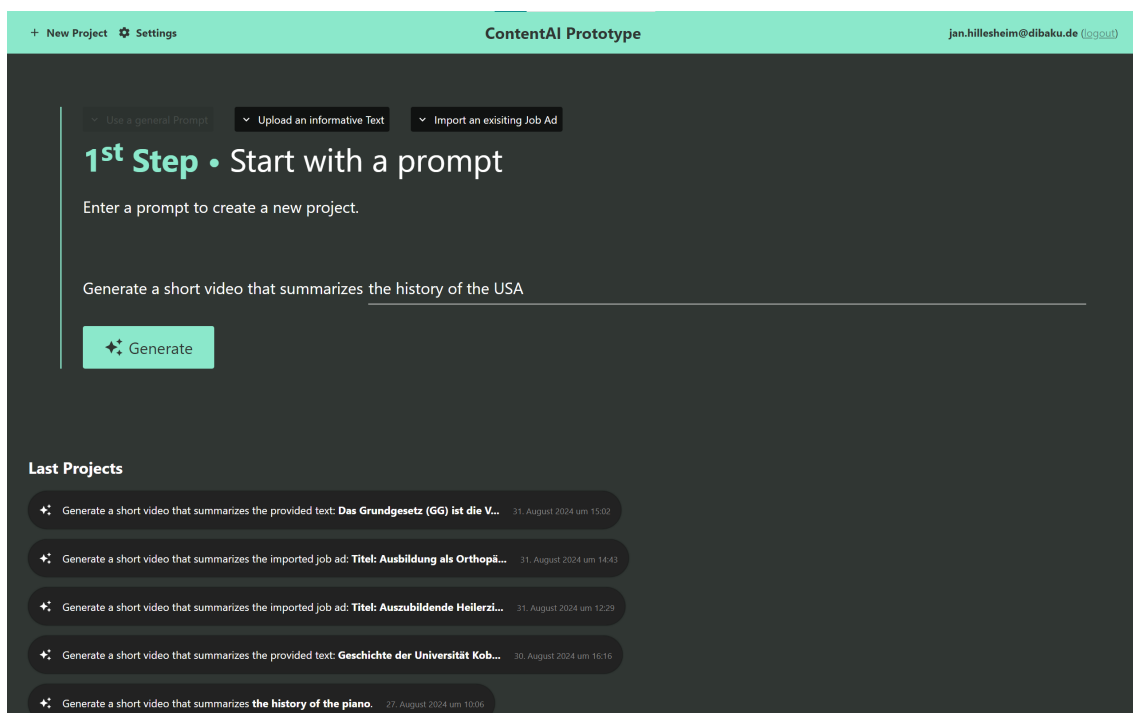 + New Project Settings ContentAI Prototype jan.hillesheim@dibaku.de (logout)
Use a general Prompt Upload an informative Text Import an exisiting Job Ad
1st Step • Start with a prompt
Enter a prompt to create a new project.
Generate a short video that summarizes the history of the USA
Generate
Last Projects
Generate a short video that summarizes the provided text: Das Grundgesetz (GG) ist die V... 31. August 2024 um 15:02
Generate a short video that summarizes the imported job ad: Titel: Ausbildung als Orthopä... 31. August 2024 um 14:43
Generate a short video that summarizes the imported job ad: Titel: Auszubildende Heilerzi... 31. August 2024 um 12:29
Generate a short video that summarizes the provided text: Geschichte der Universität Kob... 30. August 2024 um 16:16
Generate a short video that summarizes the history of the piano. 27. August 2024 um 10:06